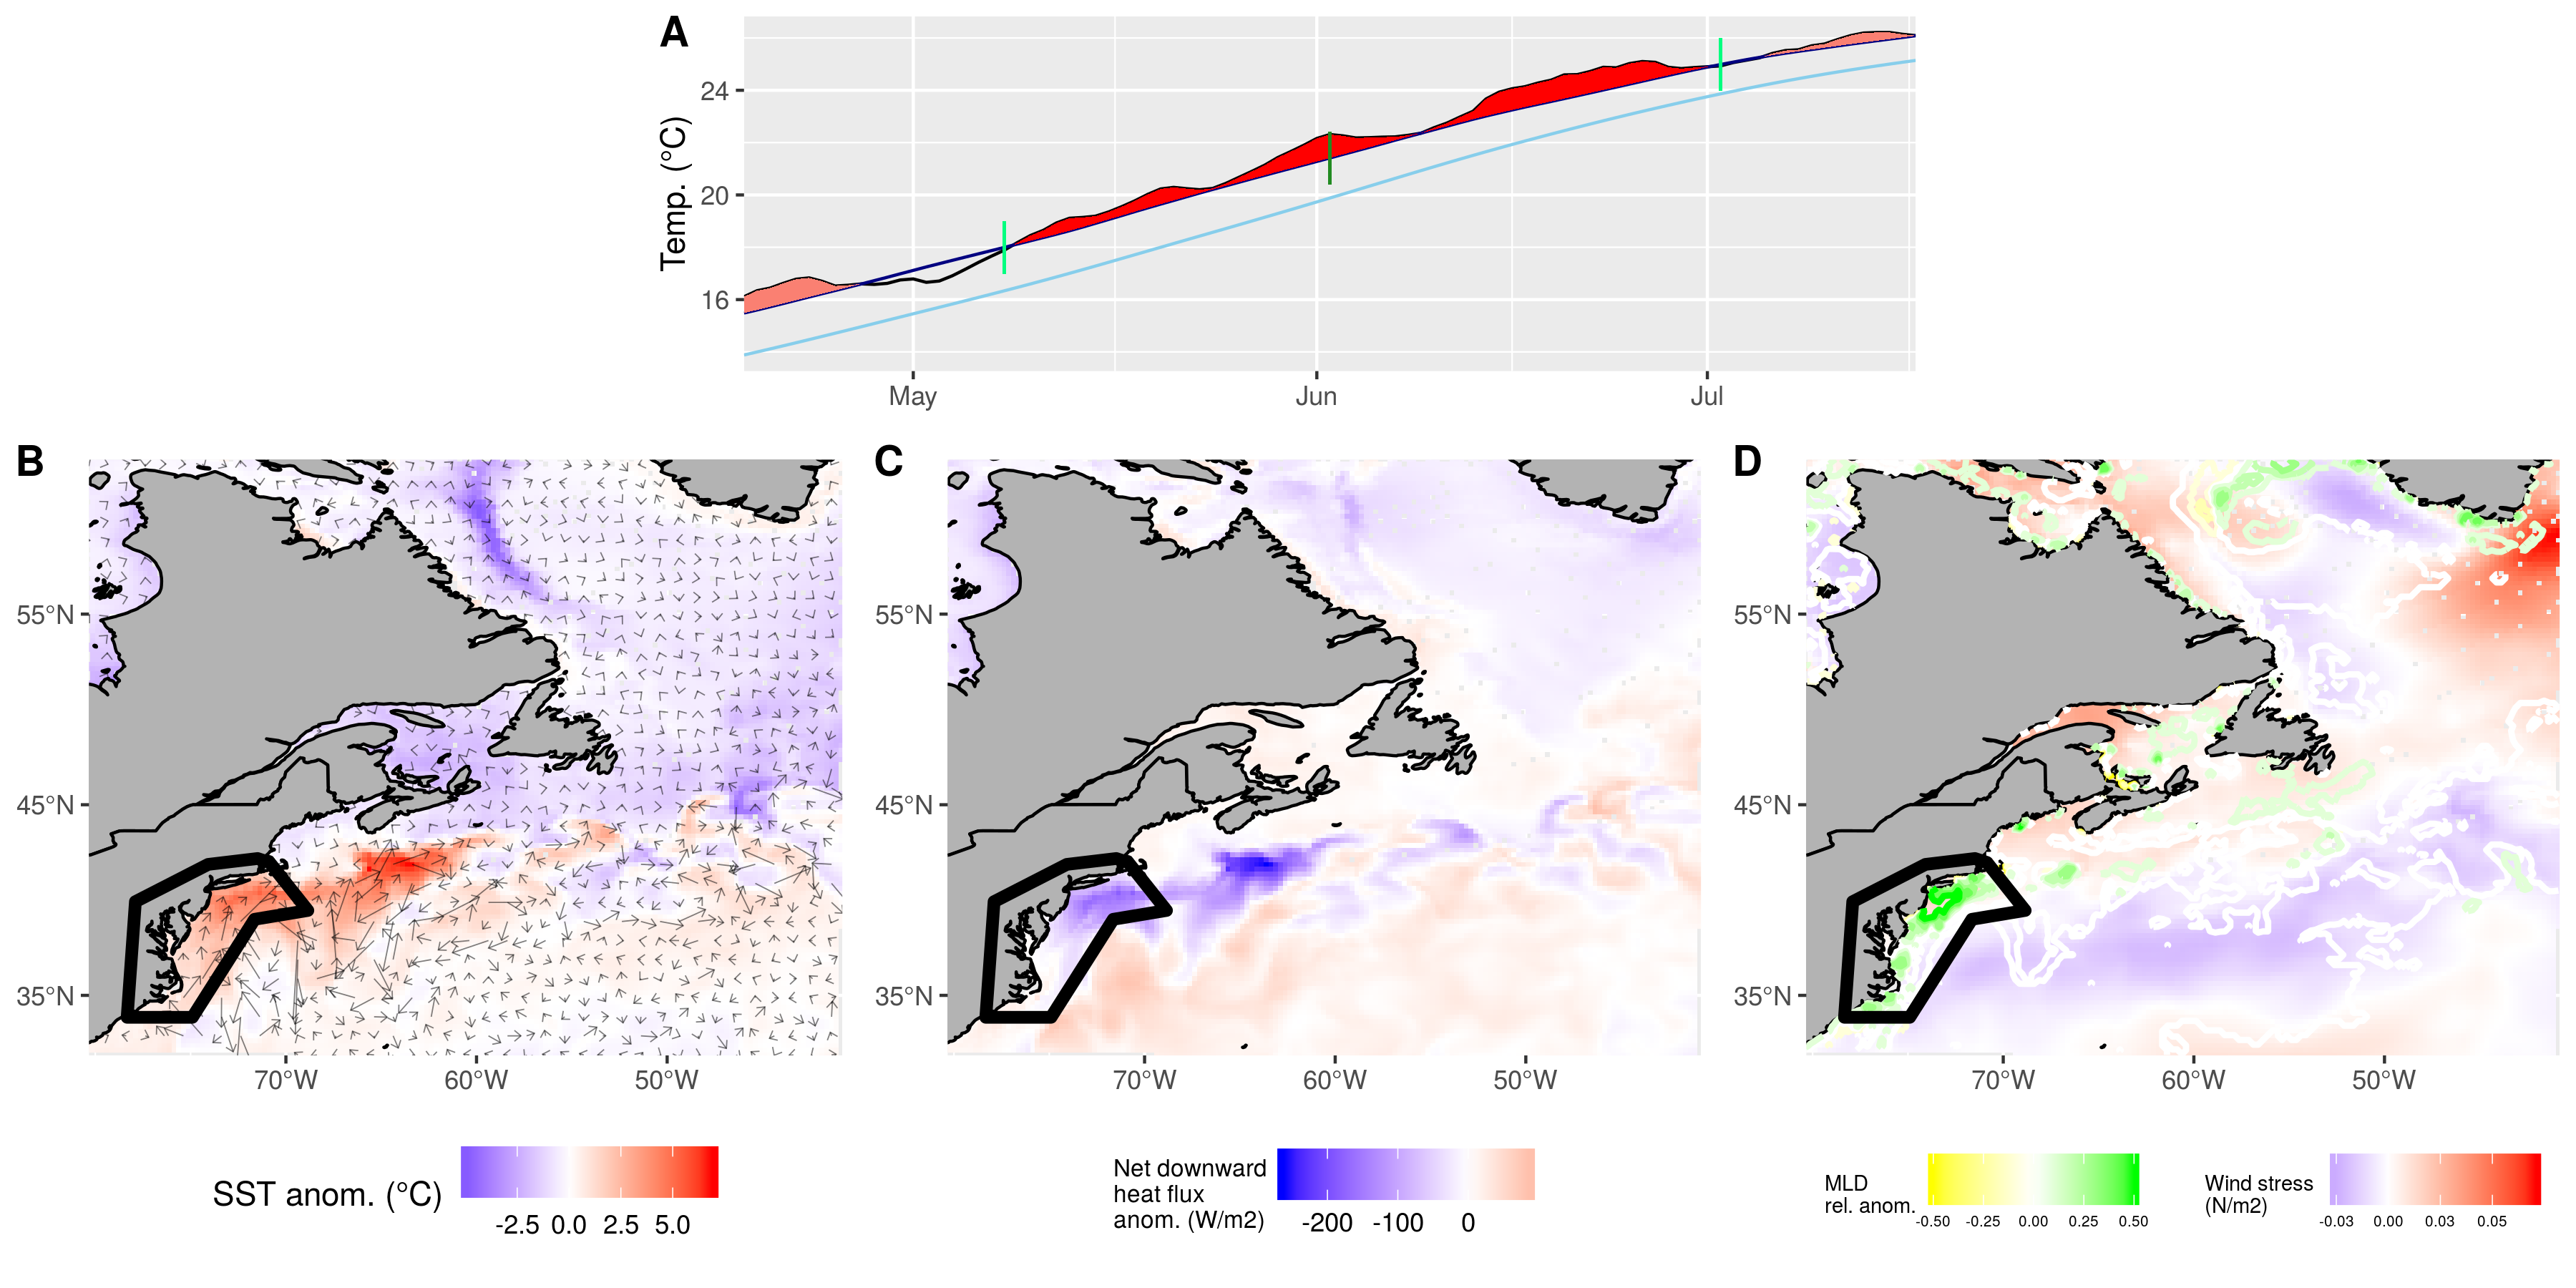 A
Temp. (°C)
24
20
16
May Jun Jul
B
55°N
45°N
35°N
70°W 60°W 50°W
SST anom. (°C)
-2.5 0.0 2.5 5.0
C
55°N
45°N
35°N
70°W 60°W 50°W
Net downward
heat flux
anom. (W/m2)
-200 -100 0
D
55°N
45°N
35°N
70°W 60°W 50°W
MLD
rel. anom.
-0.50 -0.25 0.00 0.25 0.50
Wind stress
(N/m2)
-0.03 0.00 0.03 0.05